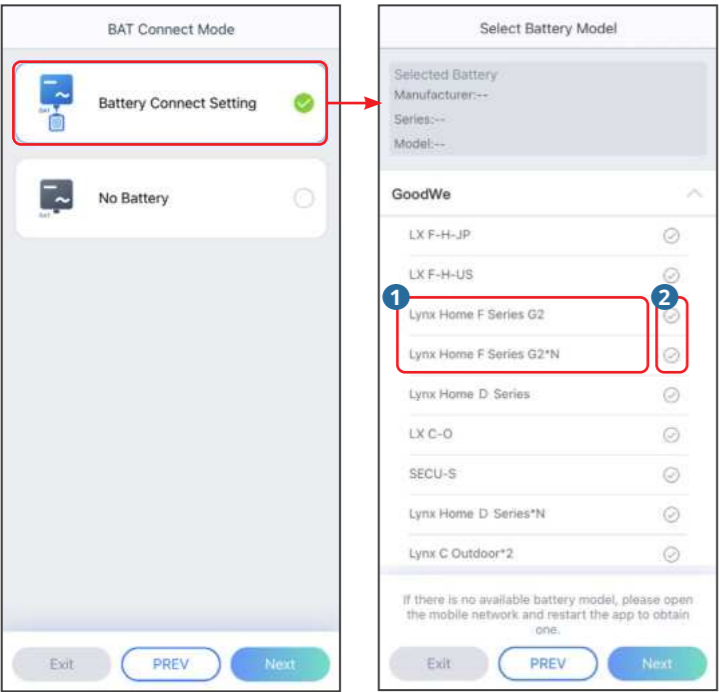 BAT Connect Mode
BAT
Battery Connect Setting
BAT
No Battery
Exit
PREV
Next
Select Battery Model
Selected Battery
Manufacturer:--
Series:--
Model:--
GoodWe
LX F-H-JP
LX F-H-US
1
2
Lynx Home F Series G2
Lynx Home F Series G2*N
Lynx Home D Series
LX C-O
SECU-S
Lynx Home D Series*N
Lynx C Outdoor*2
If there is no available battery model, please open
the mobile network and restart the app to obtain
one.
Exit
PREV
Next